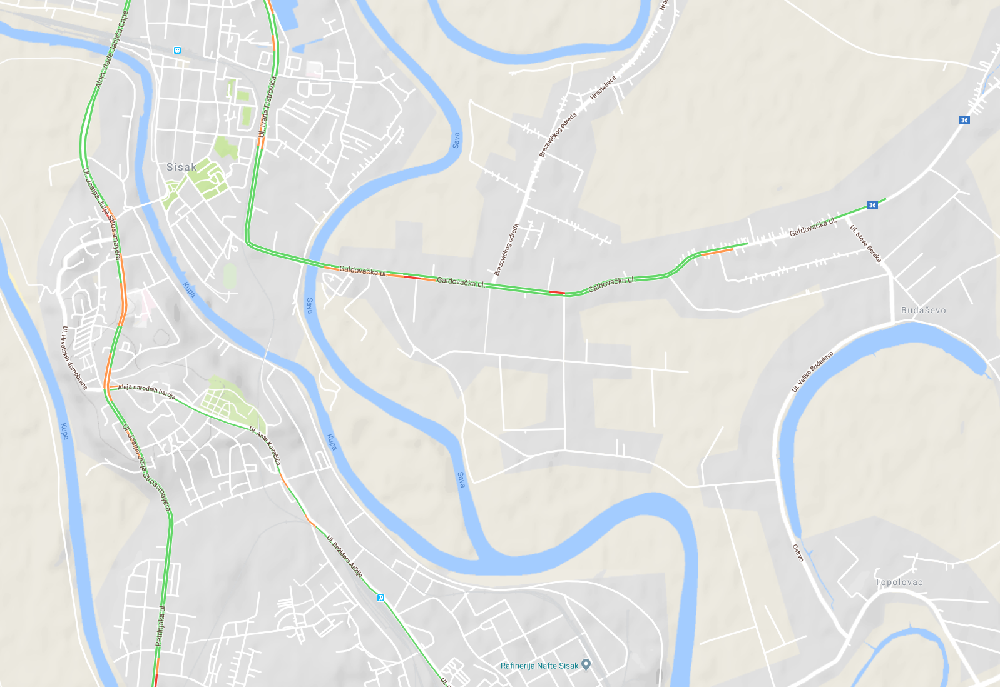 Hras
Aleja Vlade Janjića Cape
Hrastelnica
Ul. Ivana Fistrovića
36
Brezovičkog odreda
Sava
Sisak
Ul. Josipa Jurja Strossmayera
36
Galdovačka ul.
Brezovičkog odreda
Ul. Steve Bereka
Galdovačka ul.
Galdovačka ul.
Galdovačka ul.
Kupa
Sava
Budaševo
Ul. Hrvatskih domobrana
Ul. Veliko Budaševo
Aleja narodnih heroja
Kupa
Ul. Ante Kovačića
Ul. Josipa Jurja Strossmayera
Kupa
Sava
Ul. Božidara Adžije
Ostrvo
Topolovac
Petrinjska ul.
Rafinerija Nafte Sisak
Ul.